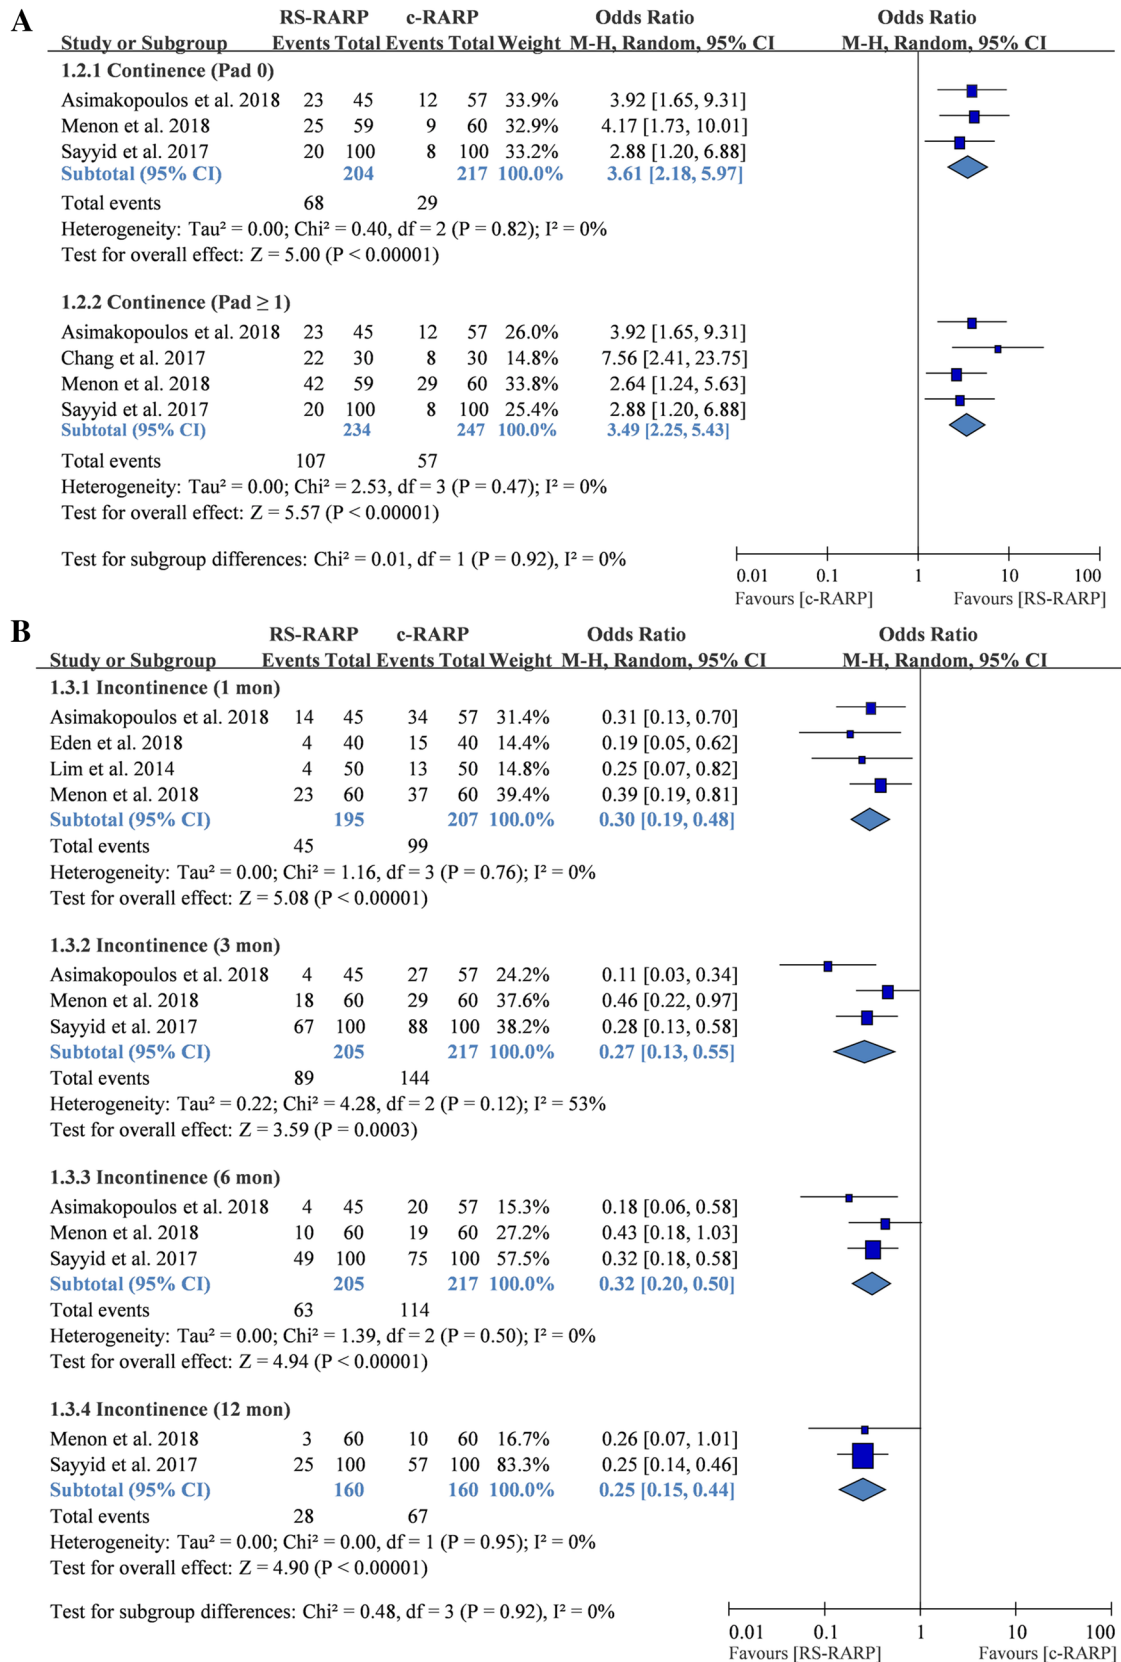 A
RS-RARP c-RARP Odds Ratio Odds Ratio
Study or Subgroup Events Total Events Total Weight M-H, Random, 95% CI M-H, Random, 95% CI
1.2.1 Continence (Pad 0)
Asimakopoulos et al. 2018 23 45 12 57 33.9% 3.92 [1.65, 9.31]
Menon et al. 2018 25 59 9 60 32.9% 4.17 [1.73, 10.01]
Sayyid et al. 2017 20 100 8 100 33.2% 2.88 [1.20, 6.88]
Subtotal (95% CI) 204 217 100.0% 3.61 [2.18, 5.97]
Total events 68 29
Heterogeneity: Tau² = 0.00; Chi² = 0.40, df = 2 (P = 0.82); I² = 0%
Test for overall effect: Z = 5.00 (P < 0.00001)
1.2.2 Continence (Pad ≥ 1)
Asimakopoulos et al. 2018 23 45 12 57 26.0% 3.92 [1.65, 9.31]
Chang et al. 2017 22 30 8 30 14.8% 7.56 [2.41, 23.75]
Menon et al. 2018 42 59 29 60 33.8% 2.64 [1.24, 5.63]
Sayyid et al. 2017 20 100 8 100 25.4% 2.88 [1.20, 6.88]
Subtotal (95% CI) 234 247 100.0% 3.49 [2.25, 5.43]
Total events 107 57
Heterogeneity: Tau² = 0.00; Chi² = 2.53, df = 3 (P = 0.47); I² = 0%
Test for overall effect: Z = 5.57 (P < 0.00001)
Test for subgroup differences: Chi² = 0.01, df = 1 (P = 0.92), I² = 0%
0.01 0.1 1 10 100
Favours [c-RARP] Favours [RS-RARP]
B
RS-RARP c-RARP Odds Ratio Odds Ratio
Study or Subgroup Events Total Events Total Weight M-H, Random, 95% CI M-H, Random, 95% CI
1.3.1 Incontinence (1 mon)
Asimakopoulos et al. 2018 14 45 34 57 31.4% 0.31 [0.13, 0.70]
Eden et al. 2018 4 40 15 40 14.4% 0.19 [0.05, 0.62]
Lim et al. 2014 4 50 13 50 14.8% 0.25 [0.07, 0.82]
Menon et al. 2018 23 60 37 60 39.4% 0.39 [0.19, 0.81]
Subtotal (95% CI) 195 207 100.0% 0.30 [0.19, 0.48]
Total events 45 99
Heterogeneity: Tau² = 0.00; Chi² = 1.16, df = 3 (P = 0.76); I² = 0%
Test for overall effect: Z = 5.08 (P < 0.00001)
1.3.2 Incontinence (3 mon)
Asimakopoulos et al. 2018 4 45 27 57 24.2% 0.11 [0.03, 0.34]
Menon et al. 2018 18 60 29 60 37.6% 0.46 [0.22, 0.97]
Sayyid et al. 2017 67 100 88 100 38.2% 0.28 [0.13, 0.58]
Subtotal (95% CI) 205 217 100.0% 0.27 [0.13, 0.55]
Total events 89 144
Heterogeneity: Tau² = 0.22; Chi² = 4.28, df = 2 (P = 0.12); I² = 53%
Test for overall effect: Z = 3.59 (P = 0.0003)
1.3.3 Incontinence (6 mon)
Asimakopoulos et al. 2018 4 45 20 57 15.3% 0.18 [0.06, 0.58]
Menon et al. 2018 10 60 19 60 27.2% 0.43 [0.18, 1.03]
Sayyid et al. 2017 49 100 75 100 57.5% 0.32 [0.18, 0.58]
Subtotal (95% CI) 205 217 100.0% 0.32 [0.20, 0.50]
Total events 63 114
Heterogeneity: Tau² = 0.00; Chi² = 1.39, df = 2 (P = 0.50); I² = 0%
Test for overall effect: Z = 4.94 (P < 0.00001)
1.3.4 Incontinence (12 mon)
Menon et al. 2018 3 60 10 60 16.7% 0.26 [0.07, 1.01]
Sayyid et al. 2017 25 100 57 100 83.3% 0.25 [0.14, 0.46]
Subtotal (95% CI) 160 160 100.0% 0.25 [0.15, 0.44]
Total events 28 67
Heterogeneity: Tau² = 0.00; Chi² = 0.00, df = 1 (P = 0.95); I² = 0%
Test for overall effect: Z = 4.90 (P < 0.00001)
Test for subgroup differences: Chi² = 0.48, df = 3 (P = 0.92), I² = 0%
0.01 0.1 1 10 100
Favours [RS-RARP] Favours [c-RARP]